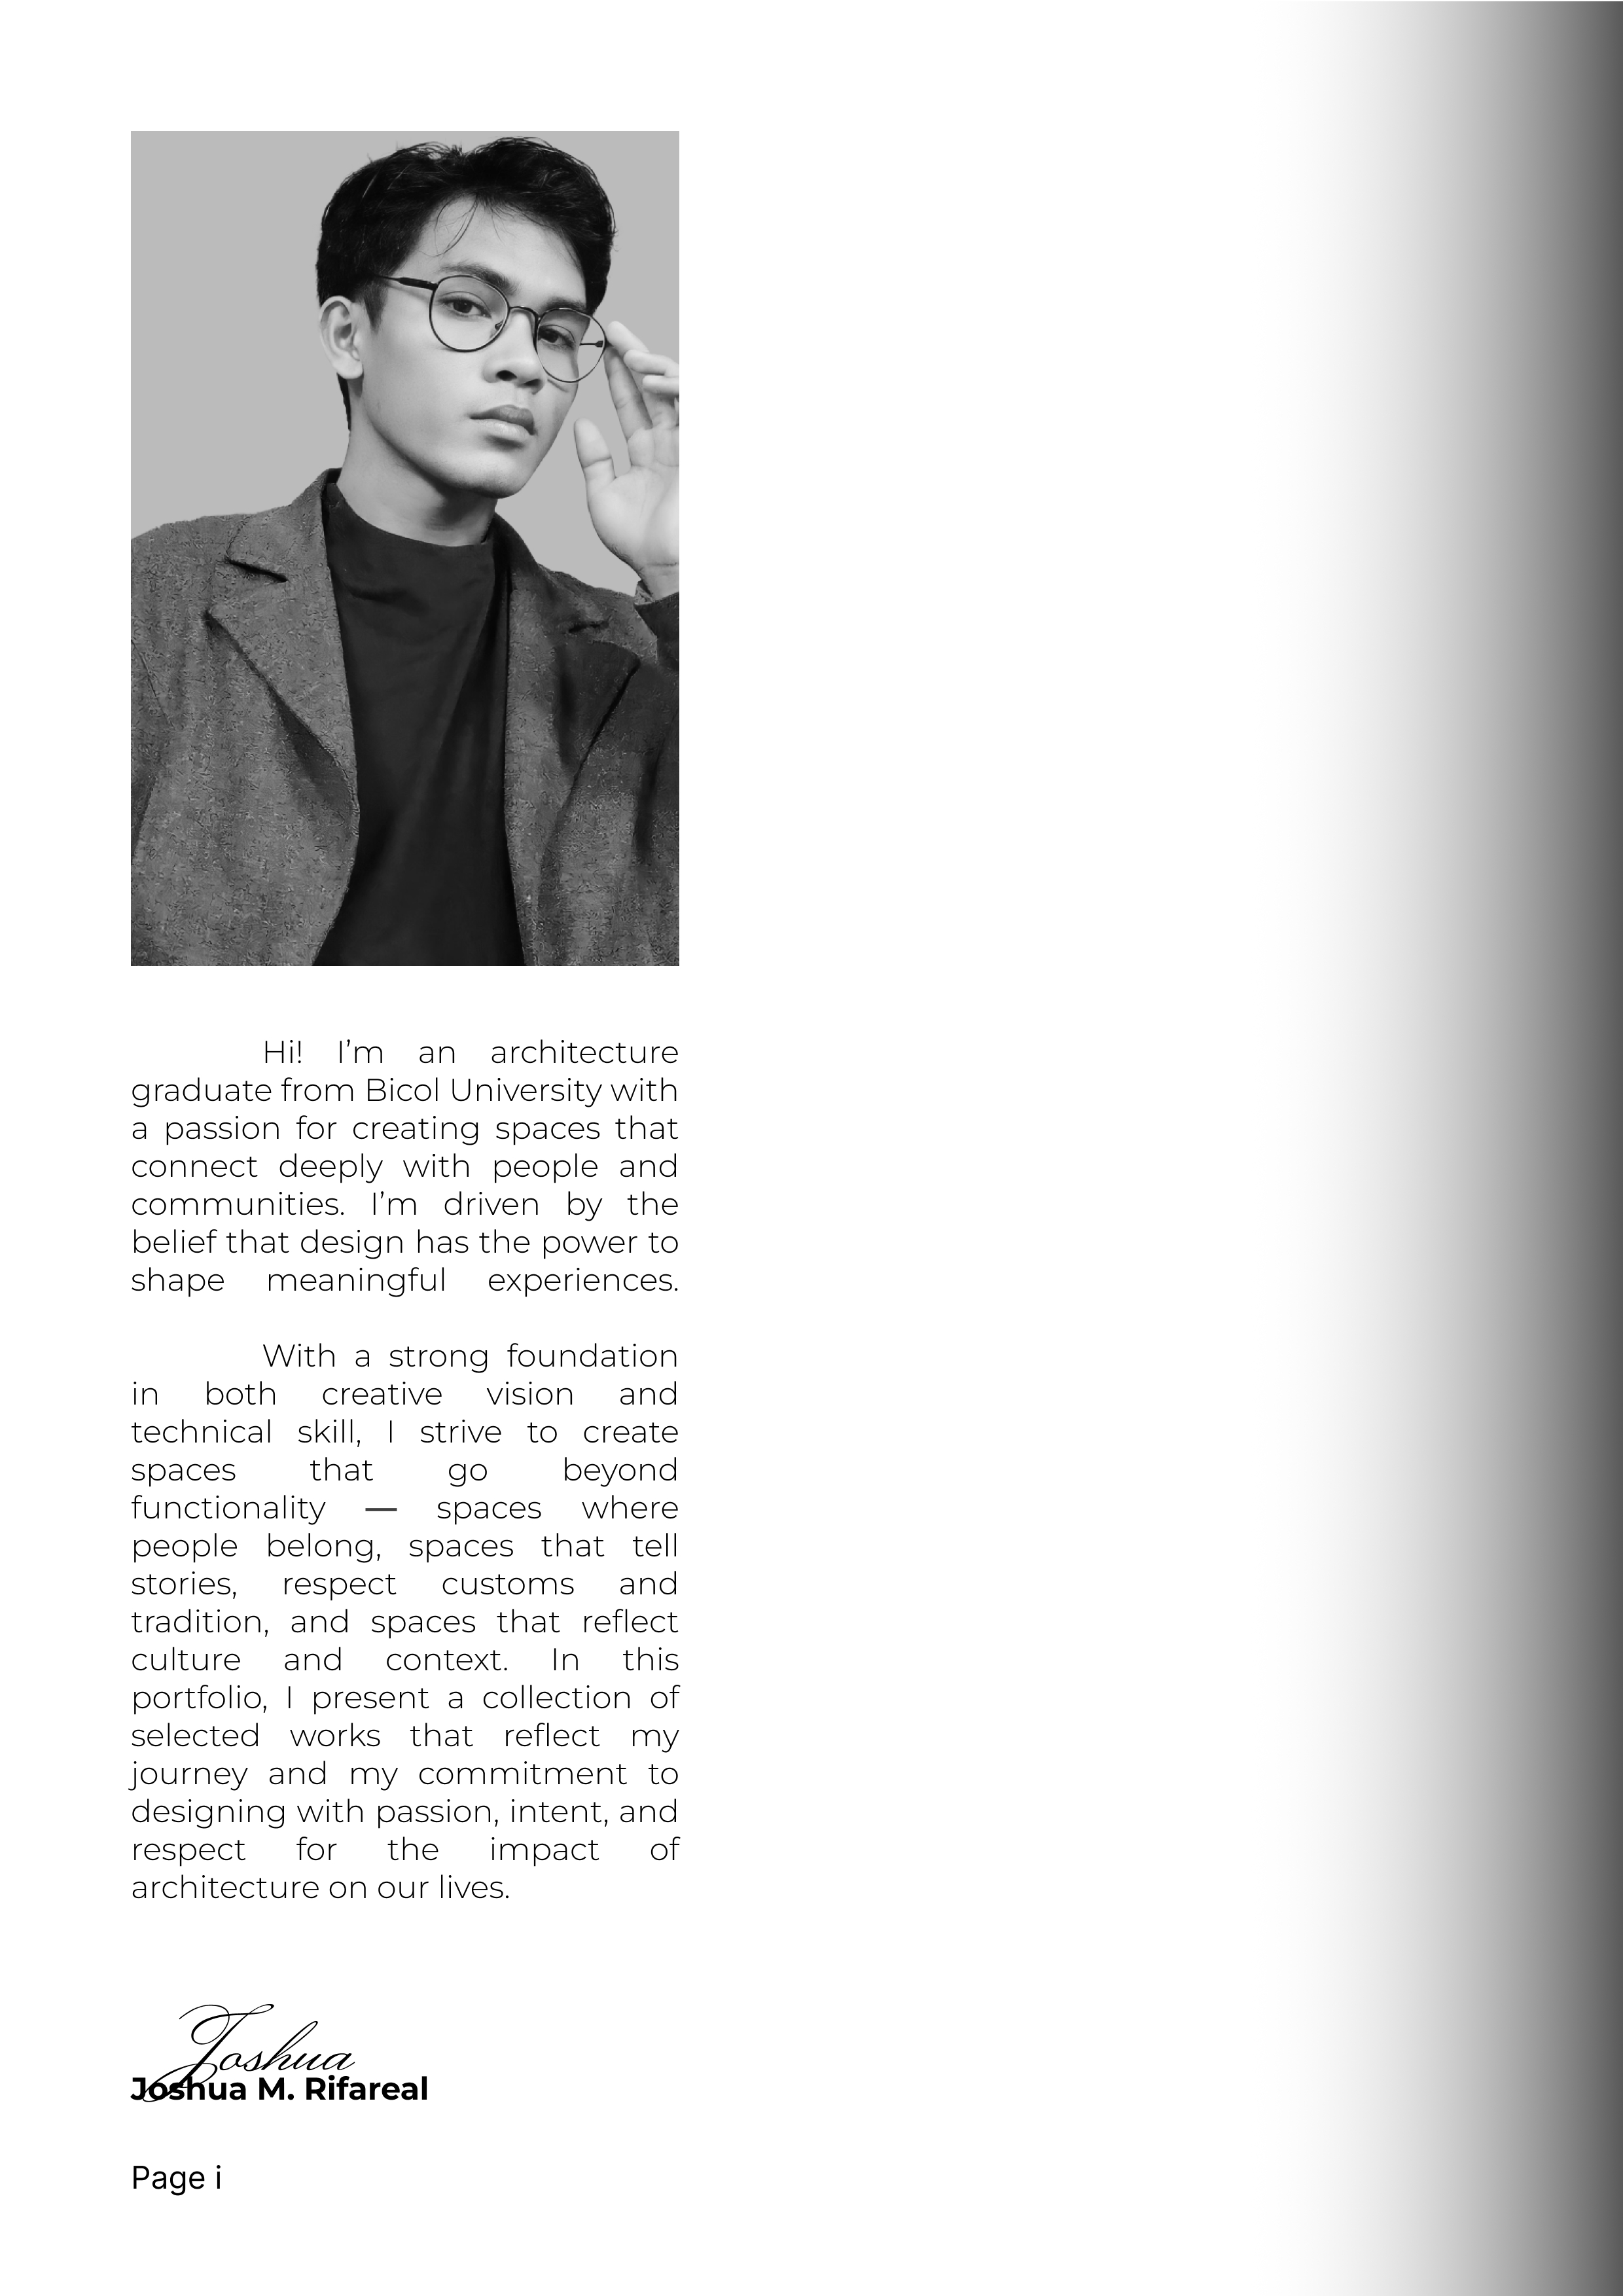 Hi! I’m an architecture
graduate from Bicol University with
a passion for creating spaces that
connect deeply with people and
communities. I’m driven by the
belief that design has the power to
shape meaningful experiences.
With a strong foundation
in both creative vision and
technical skill, I strive to create
spaces that go beyond
functionality — spaces where
people belong, spaces that tell
stories, respect customs and
tradition, and spaces that reflect
culture and context. In this
portfolio, I present a collection of
selected works that reflect my
journey and my commitment to
designing with passion, intent, and
respect for the impact of
architecture on our lives.
Joshua
Joshua M. Rifareal
Page i